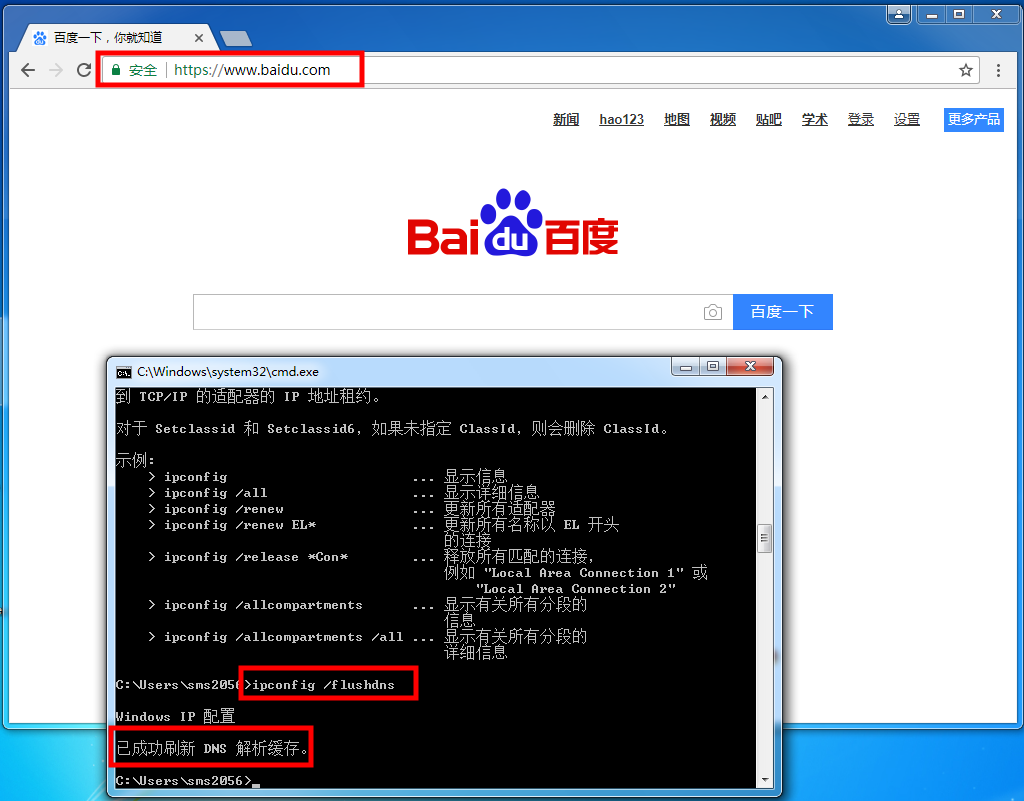 百度一下，你就知道
安全 https://www.baidu.com
新闻 hao123 地图 视频 贴吧 学术 登录 设置 更多产品
Bai du 百度
百度一下
C:\Windows\system32\cmd.exe
到 TCP/IP 的适配器的 IP 地址租约。
对于 Setclassid 和 Setclassid6，如果未指定 ClassId，则会删除 ClassId。
示例:
> ipconfig ... 显示信息
> ipconfig /all ... 显示详细信息
> ipconfig /renew ... 更新所有适配器
> ipconfig /renew EL* ... 更新所有名称以 EL 开头
的连接
> ipconfig /release *Con* ... 释放所有匹配的连接，
例如 "Local Area Connection 1" 或
"Local Area Connection 2"
> ipconfig /allcompartments ... 显示有关所有分段的
信息
> ipconfig /allcompartments /all ... 显示有关所有分段的
详细信息
C:\Users\sms2056>ipconfig /flushdns
Windows IP 配置
已成功刷新 DNS 解析缓存。
C:\Users\sms2056>_